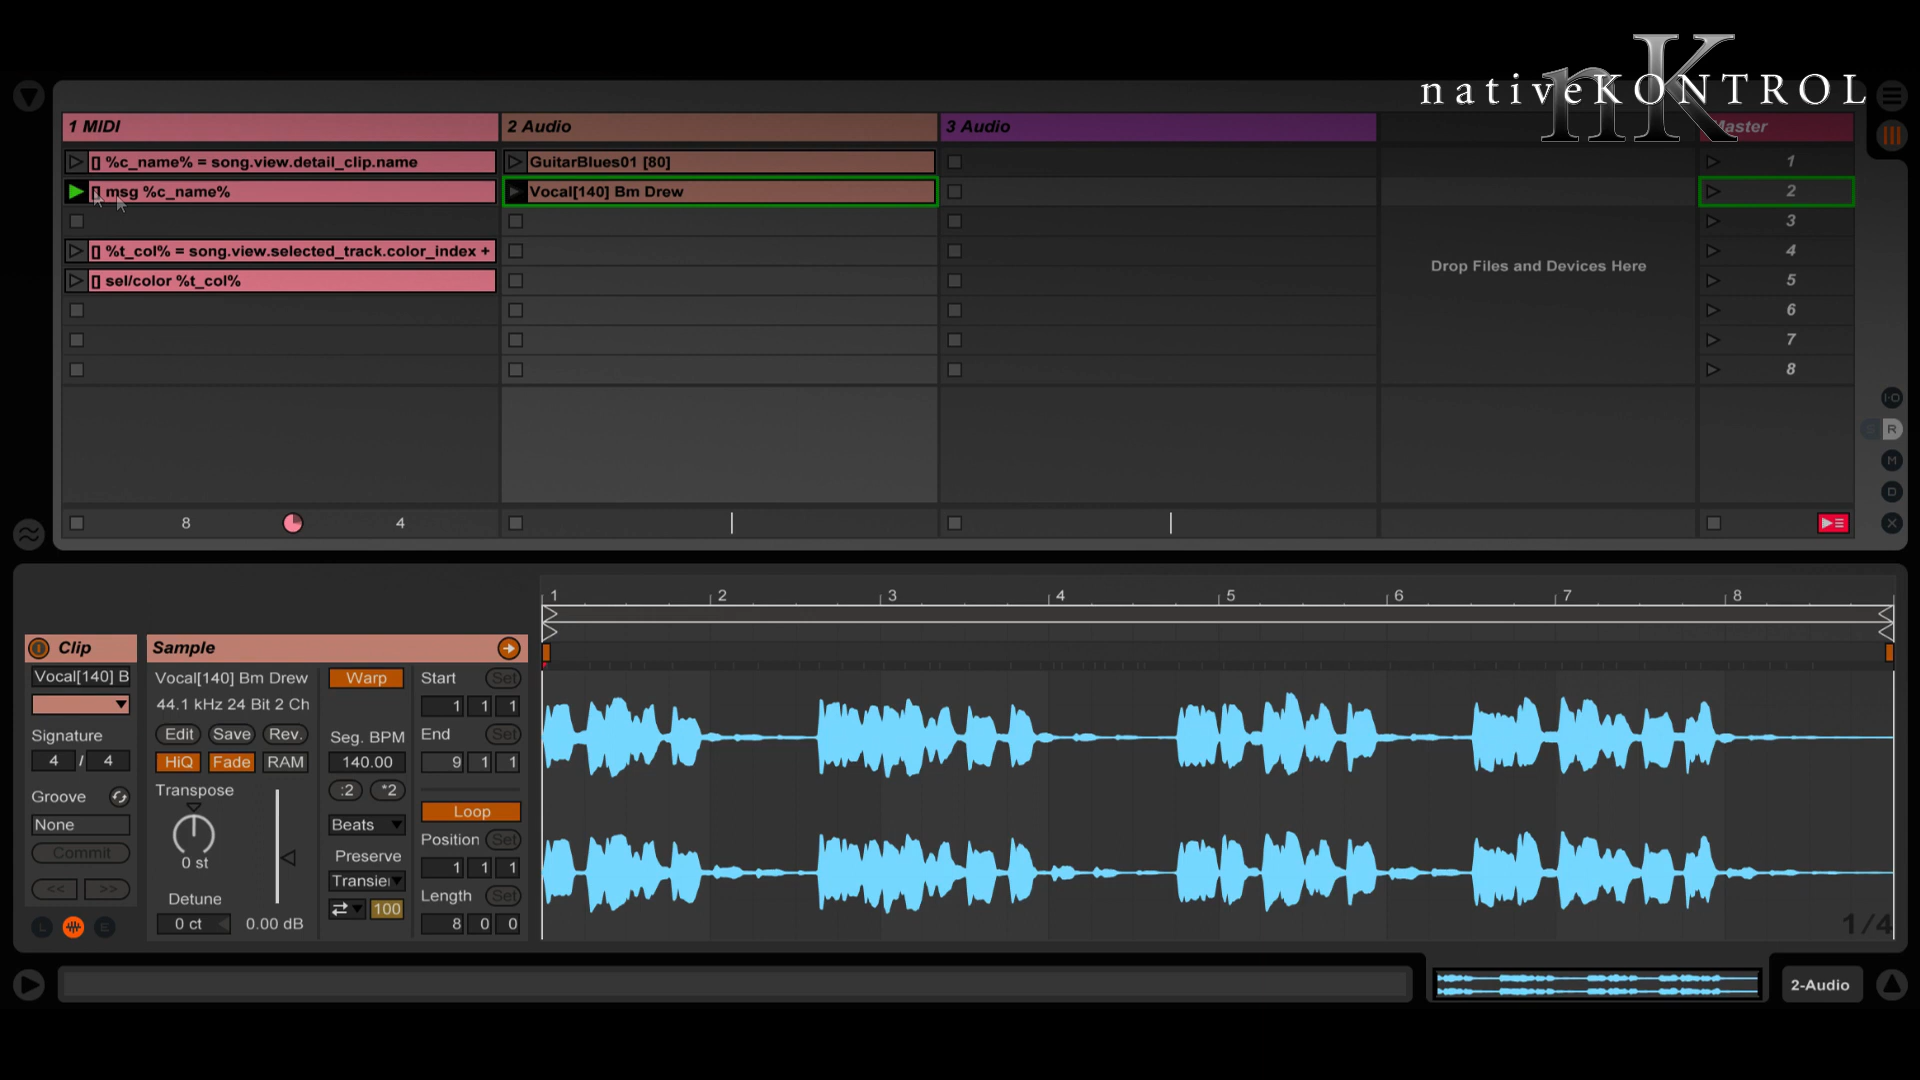 nK
nativeKONTROL
1 MIDI
2 Audio
3 Audio
Master
[] %c_name% = song.view.detail_clip.name
GuitarBlues01 [80]
1
[] msg %c_name%
Vocal[140] Bm Drew
2
3
[] %t_col% = song.view.selected_track.color_index +
4
Drop Files and Devices Here
[] sel/color %t_col%
5
6
7
8
I·O
R
M
D
X
8
4
1 2 3 4 5 6 7 8
Clip
Vocal[140] B
Signature
4 / 4
Groove
None
Commit
<< >>
L
E
Sample
Vocal[140] Bm Drew
44.1 kHz 24 Bit 2 Ch
Edit Save Rev.
HiQ Fade RAM
Transpose
0 st
Detune
0 ct
0.00 dB
Warp
Seg. BPM
140.00
:2 *2
Beats
Preserve
Transie
100
Start Set
1 1 1
End Set
9 1 1
Loop
Position Set
1 1 1
Length Set
8 0 0
1/4
2-Audio